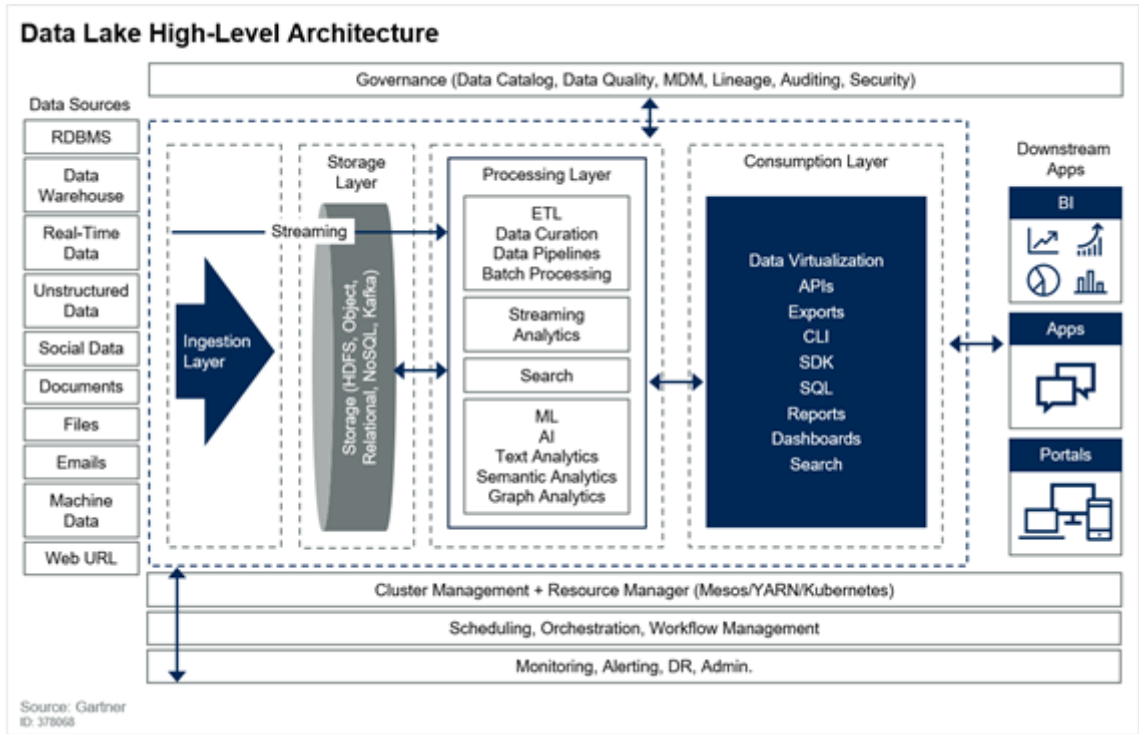 Data Lake High-Level Architecture
Governance (Data Catalog, Data Quality, MDM, Lineage, Auditing, Security)
Data Sources
RDBMS
Data
Warehouse
Real-Time
Data
Unstructured
Data
Social Data
Documents
Files
Emails
Machine
Data
Web URL
Streaming
Ingestion
Layer
Storage
Layer
Storage (HDFS, Object,
Relational, NoSQL, Kafka)
Processing Layer
ETL
Data Curation
Data Pipelines
Batch Processing
Streaming
Analytics
Search
ML
AI
Text Analytics
Semantic Analytics
Graph Analytics
Consumption Layer
Data Virtualization
APIs
Exports
CLI
SDK
SQL
Reports
Dashboards
Search
Downstream
Apps
BI
Apps
Portals
Cluster Management + Resource Manager (Mesos/YARN/Kubernetes)
Scheduling, Orchestration, Workflow Management
Monitoring, Alerting, DR, Admin.
Source: Gartner
ID: 378068